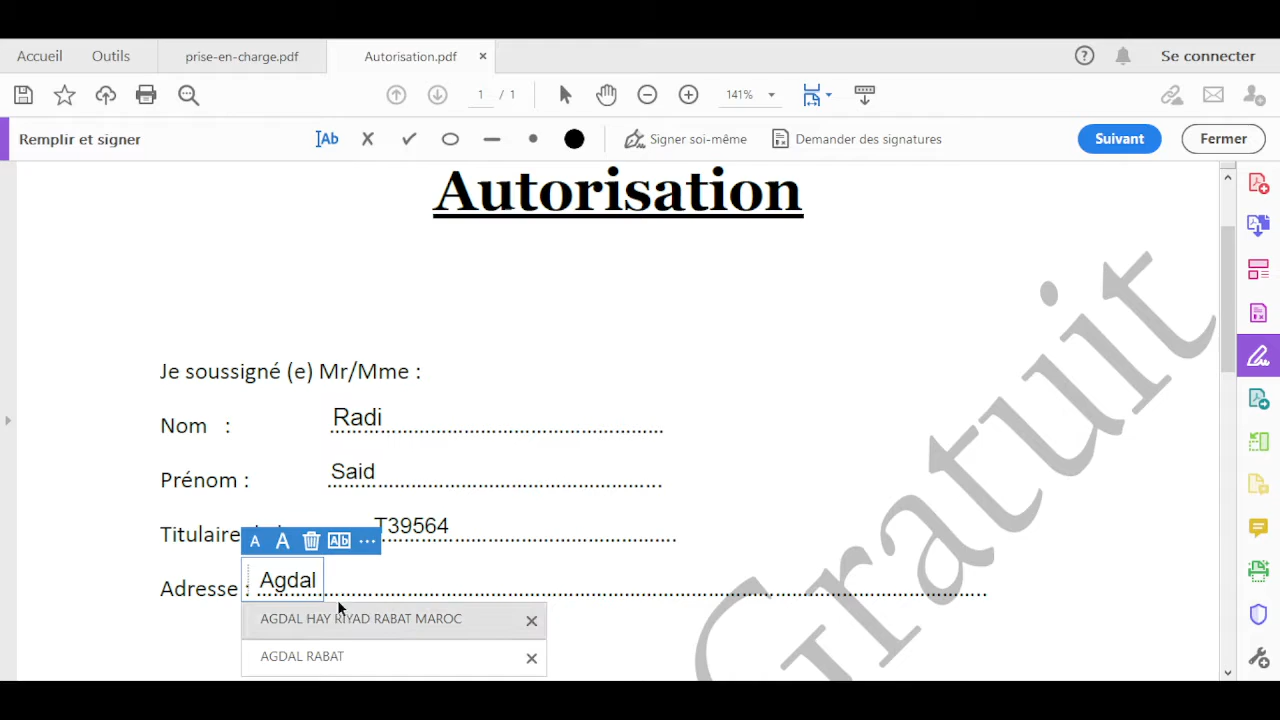 Accueil Outils prise-en-charge.pdf Autorisation.pdf × ? Se connecter
1 / 1 141%
Remplir et signer Ab Signer soi-même Demander des signatures Suivant Fermer
Autorisation
Je soussigné (e) Mr/Mme :
Nom : Radi
Prénom : Said
Titulaire T39564
A A Ab ...
Adresse : Agdal
AGDAL HAY RIYAD RABAT MAROC ×
AGDAL RABAT ×
Gratuit